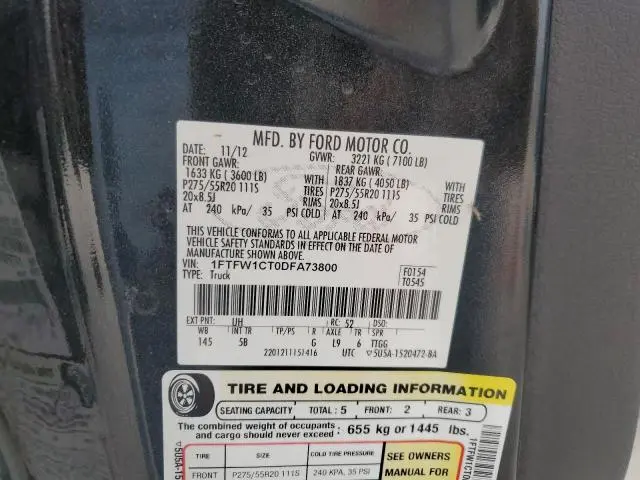 MFD. BY FORD MOTOR CO.
DATE: 11/12 GVWR: 3221 KG (7100 LB)
FRONT GAWR: REAR GAWR:
1633 KG (3600 LB) WITH 1837 KG (4050 LB) WITH
P275/55R20 111S TIRES P275/55R20 111S TIRES
20x8.5J RIMS 20x8.5J RIMS
AT 240 kPa/ 35 PSI COLD AT 240 kPa/ 35 PSI COLD
THIS VEHICLE CONFORMS TO ALL APPLICABLE FEDERAL MOTOR
VEHICLE SAFETY STANDARDS IN EFFECT ON THE DATE OF
MANUFACTURE SHOWN ABOVE.
VIN: 1FTFW1CT0DFA73800
TYPE: Truck
F0154
T0545
EXT PNT: UH RC: 52 DSO:
WB INT TR TP/PS R AXLE TR SPR
145 5B G L9 6 TTGG
2201211151416 UTC ▽5U5A-1520472-BA
TIRE AND LOADING INFORMATION
SEATING CAPACITY TOTAL: 5 FRONT: 2 REAR: 3
The combined weight of occupants
and cargo should never exceed: 655 kg or 1445 lbs.
TIRE SIZE COLD TIRE PRESSURE
FRONT P275/55R20 111S 240 KPA, 35 PSI
SEE OWNERS
MANUAL FOR
▽5U5A-15
1FTFW1CT0